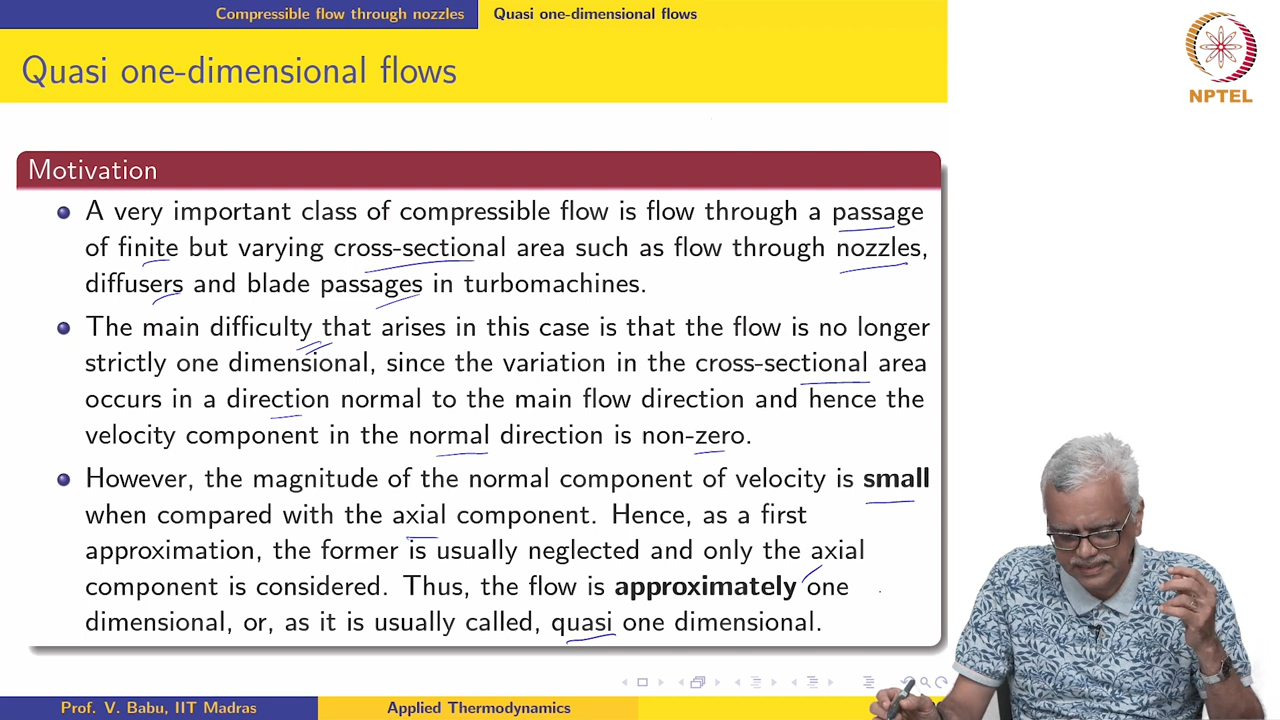 Compressible flow through nozzles Quasi one-dimensional flows
Quasi one-dimensional flows
NPTEL
Motivation
A very important class of compressible flow is flow through a passage
of finite but varying cross-sectional area such as flow through nozzles,
diffusers and blade passages in turbomachines.
The main difficulty that arises in this case is that the flow is no longer
strictly one dimensional, since the variation in the cross-sectional area
occurs in a direction normal to the main flow direction and hence the
velocity component in the normal direction is non-zero.
However, the magnitude of the normal component of velocity is small
when compared with the axial component. Hence, as a first
approximation, the former is usually neglected and only the axial
component is considered. Thus, the flow is approximately one
dimensional, or, as it is usually called, quasi one dimensional.
Prof. V. Babu, IIT Madras Applied Thermodynamics